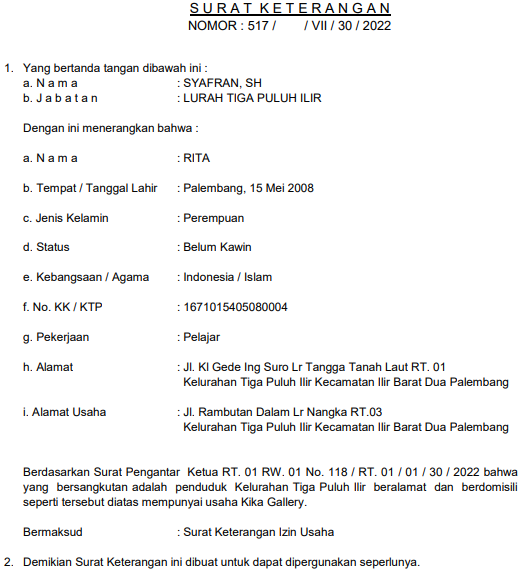 S U R A T K E T E R A N G A N
NOMOR : 517 / / VII / 30 / 2022
1. Yang bertanda tangan dibawah ini :
a. N a m a : SYAFRAN, SH
b. J a b a t a n : LURAH TIGA PULUH ILIR
Dengan ini menerangkan bahwa :
a. N a m a : RITA
b. Tempat / Tanggal Lahir : Palembang, 15 Mei 2008
c. Jenis Kelamin : Perempuan
d. Status : Belum Kawin
e. Kebangsaan / Agama : Indonesia / Islam
f. No. KK / KTP : 1671015405080004
g. Pekerjaan : Pelajar
h. Alamat : Jl. KI Gede Ing Suro Lr Tangga Tanah Laut RT. 01
Kelurahan Tiga Puluh Ilir Kecamatan Ilir Barat Dua Palembang
i. Alamat Usaha : Jl. Rambutan Dalam Lr Nangka RT.03
Kelurahan Tiga Puluh Ilir Kecamatan Ilir Barat Dua Palembang
Berdasarkan Surat Pengantar Ketua RT. 01 RW. 01 No. 118 / RT. 01 / 01 / 30 / 2022 bahwa
yang bersangkutan adalah penduduk Kelurahan Tiga Puluh Ilir beralamat dan berdomisili
seperti tersebut diatas mempunyai usaha Kika Gallery.
Bermaksud : Surat Keterangan Izin Usaha
2. Demikian Surat Keterangan ini dibuat untuk dapat dipergunakan seperlunya.